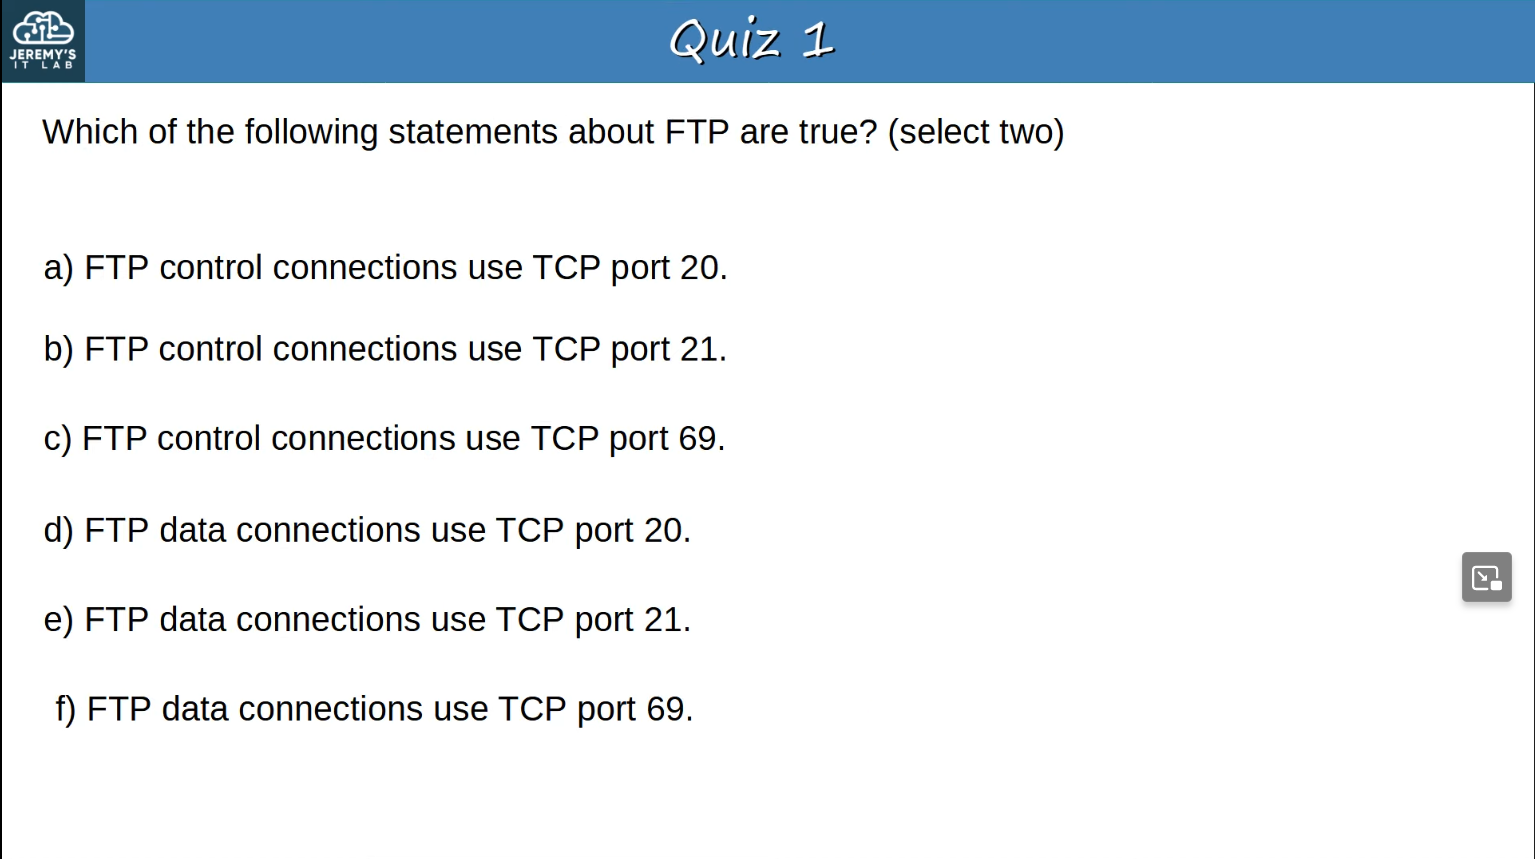 JEREMY'S
IT LAB
Quiz 1
Which of the following statements about FTP are true? (select two)
a) FTP control connections use TCP port 20.
b) FTP control connections use TCP port 21.
c) FTP control connections use TCP port 69.
d) FTP data connections use TCP port 20.
e) FTP data connections use TCP port 21.
f) FTP data connections use TCP port 69.